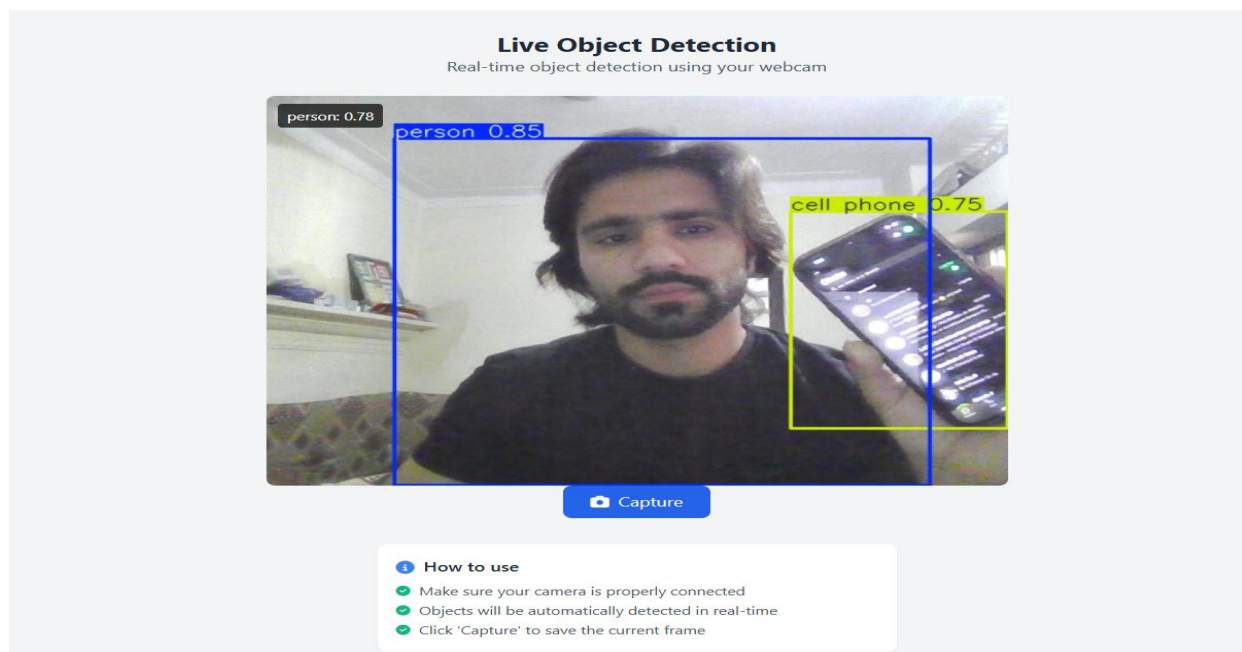 Live Object Detection
Real-time object detection using your webcam
person: 0.78
person 0.85
cell phone 0.75
Capture
How to use
Make sure your camera is properly connected
Objects will be automatically detected in real-time
Click 'Capture' to save the current frame